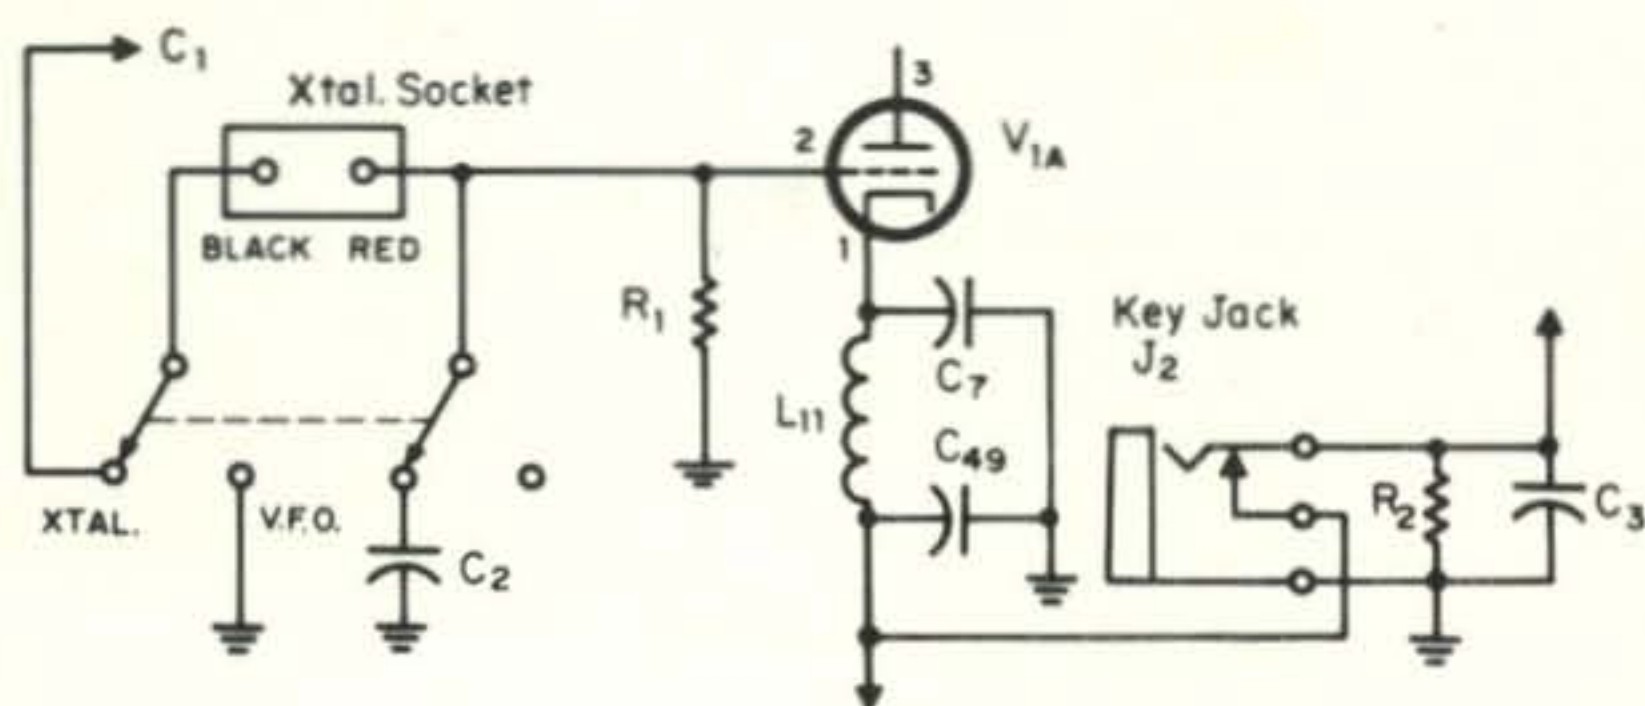 C1
Xtal. Socket
BLACK RED
XTAL.
V.F.O.
C2
R1
2
3
V1A
1
C7
L11
C49
Key Jack
J2
R2
C3